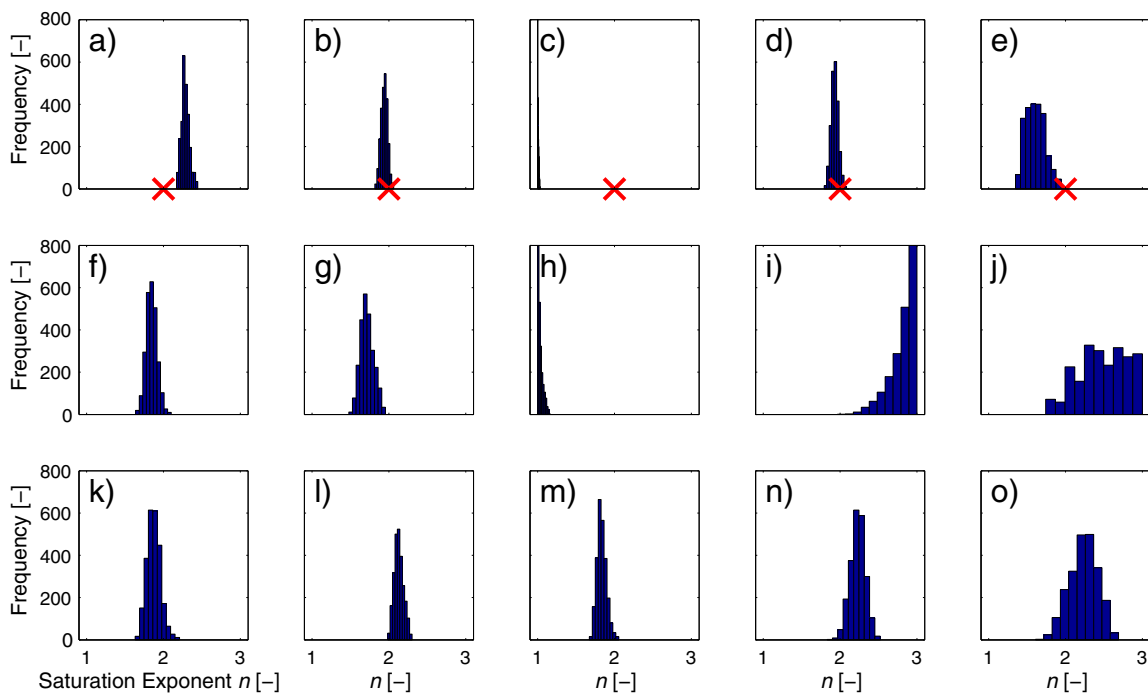 a) b) c) d) e)
800
600
400
200
0
Frequency [–]
f) g) h) i) j)
800
600
400
200
0
Frequency [–]
k) l) m) n) o)
800
600
400
200
0
Frequency [–]
1 2 3 1 2 3 1 2 3 1 2 3 1 2 3
Saturation Exponent n [–] n [–] n [–] n [–] n [–]